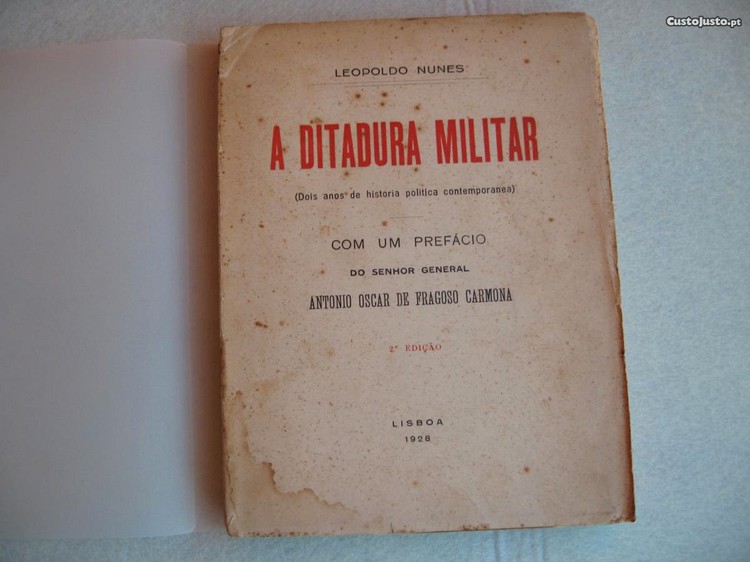 CustoJusto.pt
LEOPOLDO NUNES
A DITADURA MILITAR
(Dois anos de historia politica contemporanea)
COM UM PREFÁCIO
DO SENHOR GENERAL
ANTONIO OSCAR DE FRAGOSO CARMONA
2.ª EDIÇÃO
LISBOA
1928